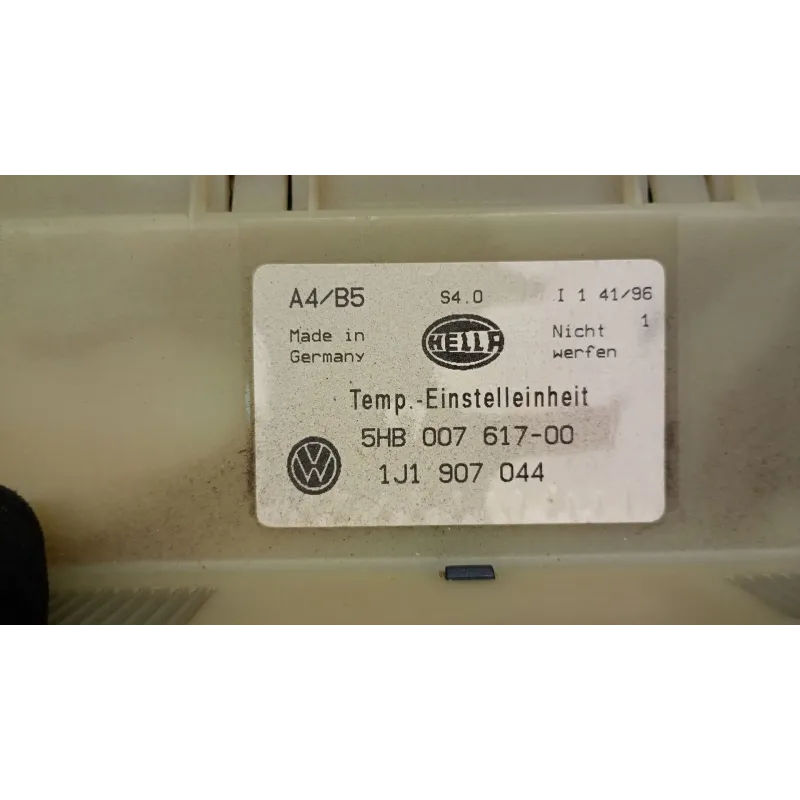 A4/B5 S4.0 I 1 41/96
Made in Germany
HELLA
Nicht werfen 1
Temp.-Einstelleinheit
5HB 007 617-00
VW 1J1 907 044